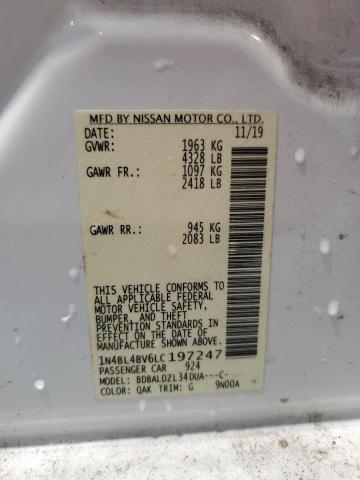 MFD BY NISSAN MOTOR CO., LTD.
DATE: 11/19
GVWR: 1963 KG
4328 LB
GAWR FR.: 1097 KG
2418 LB
GAWR RR.: 945 KG
2083 LB
THIS VEHICLE CONFORMS TO
ALL APPLICABLE FEDERAL
MOTOR VEHICLE SAFETY,
BUMPER, AND THEFT
PREVENTION STANDARDS
IN EFFECT ON THE DATE OF
MANUFACTURE SHOWN ABOVE.
1N4BL4BV6LC197247
PASSENGER CAR 924
MODEL: BDBALDZL34DUA---C-
COLOR: QAK TRIM: G 9N00A